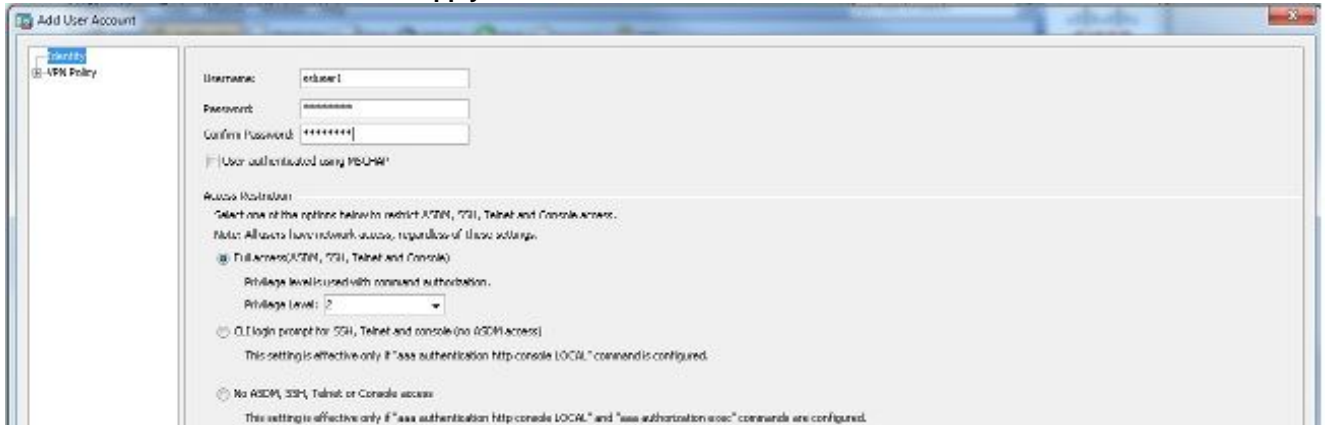 Add User Account
Identity
VPN Policy
Username:
Password:
********
Confirm Password:
********
User authenticated using MSCHAP
Access Restriction
Select one of the options below to restrict ASDM, SSH, Telnet and Console access.
Note: All users have network access, regardless of these settings.
Full access(ASDM, SSH, Telnet and Console)
Privilege level is used with command authorization.
Privilege Level: 2
CLI login prompt for SSH, Telnet and console (no ASDM access)
This setting is effective only if "aaa authentication http console LOCAL" command is configured.
No ASDM, SSH, Telnet or Console access
This setting is effective only if "aaa authentication http console LOCAL" and "aaa authorization exec" commands are configured.